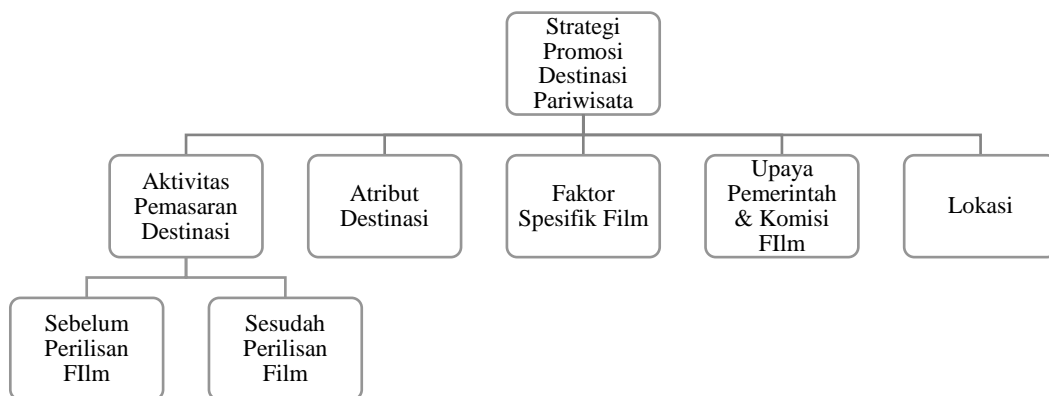 Strategi
Promosi
Destinasi
Pariwisata
Aktivitas
Pemasaran
Destinasi
Atribut
Destinasi
Faktor
Spesifik Film
Upaya
Pemerintah
& Komisi
FIlm
Lokasi
Sebelum
Perilisan
FIlm
Sesudah
Perilisan
Film